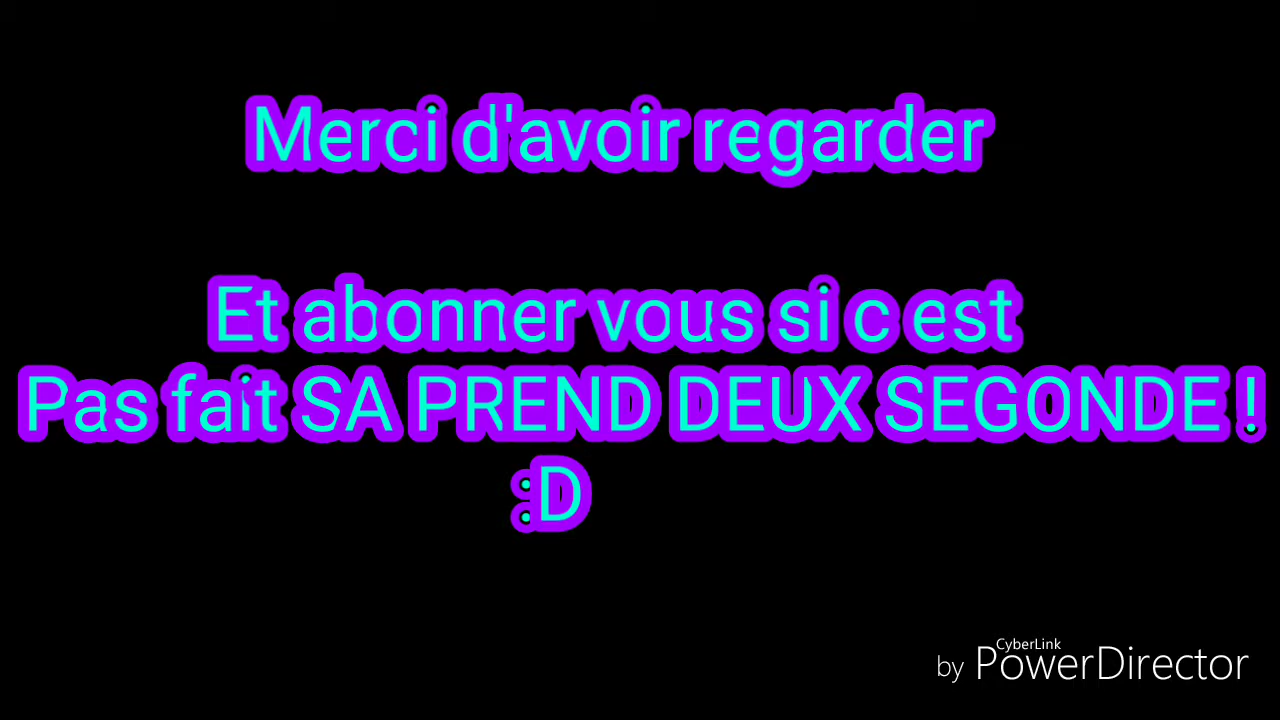 Merci d'avoir regarder
Et abonner vous si c est
Pas fait SA PREND DEUX SEGONDE !
:D
CyberLink
by PowerDirector